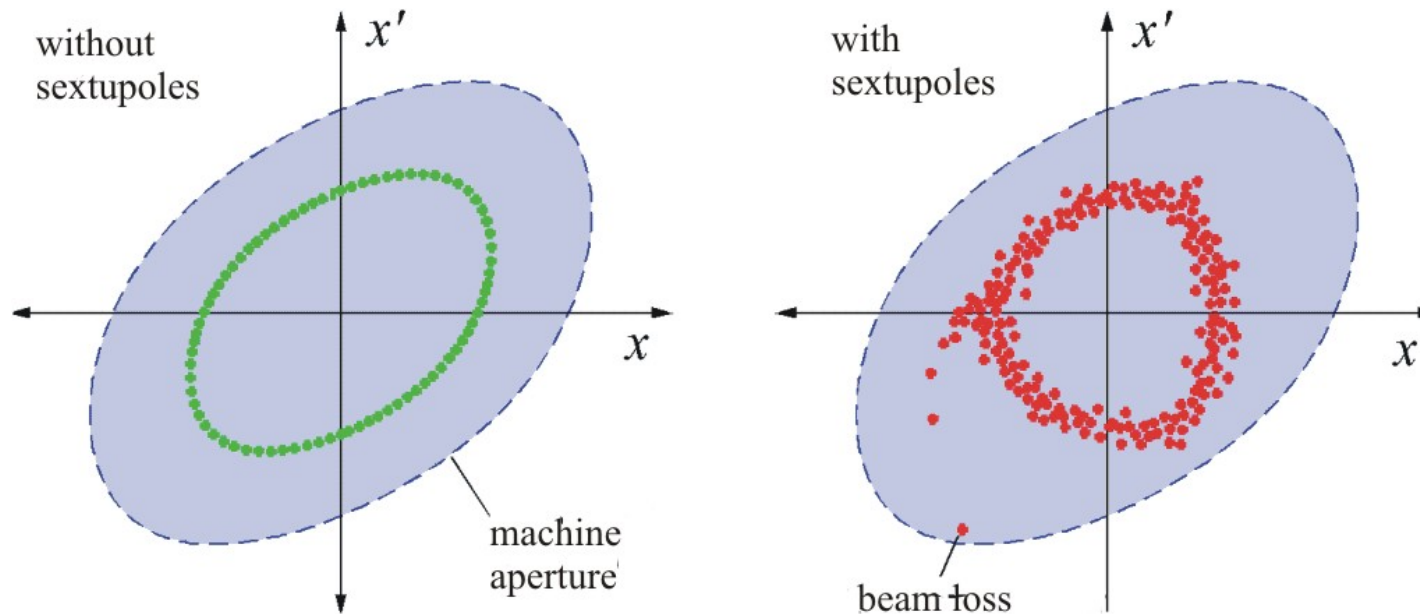 without
sextupoles
x′
x
machine
aperture
with
sextupoles
x′
x
beam loss